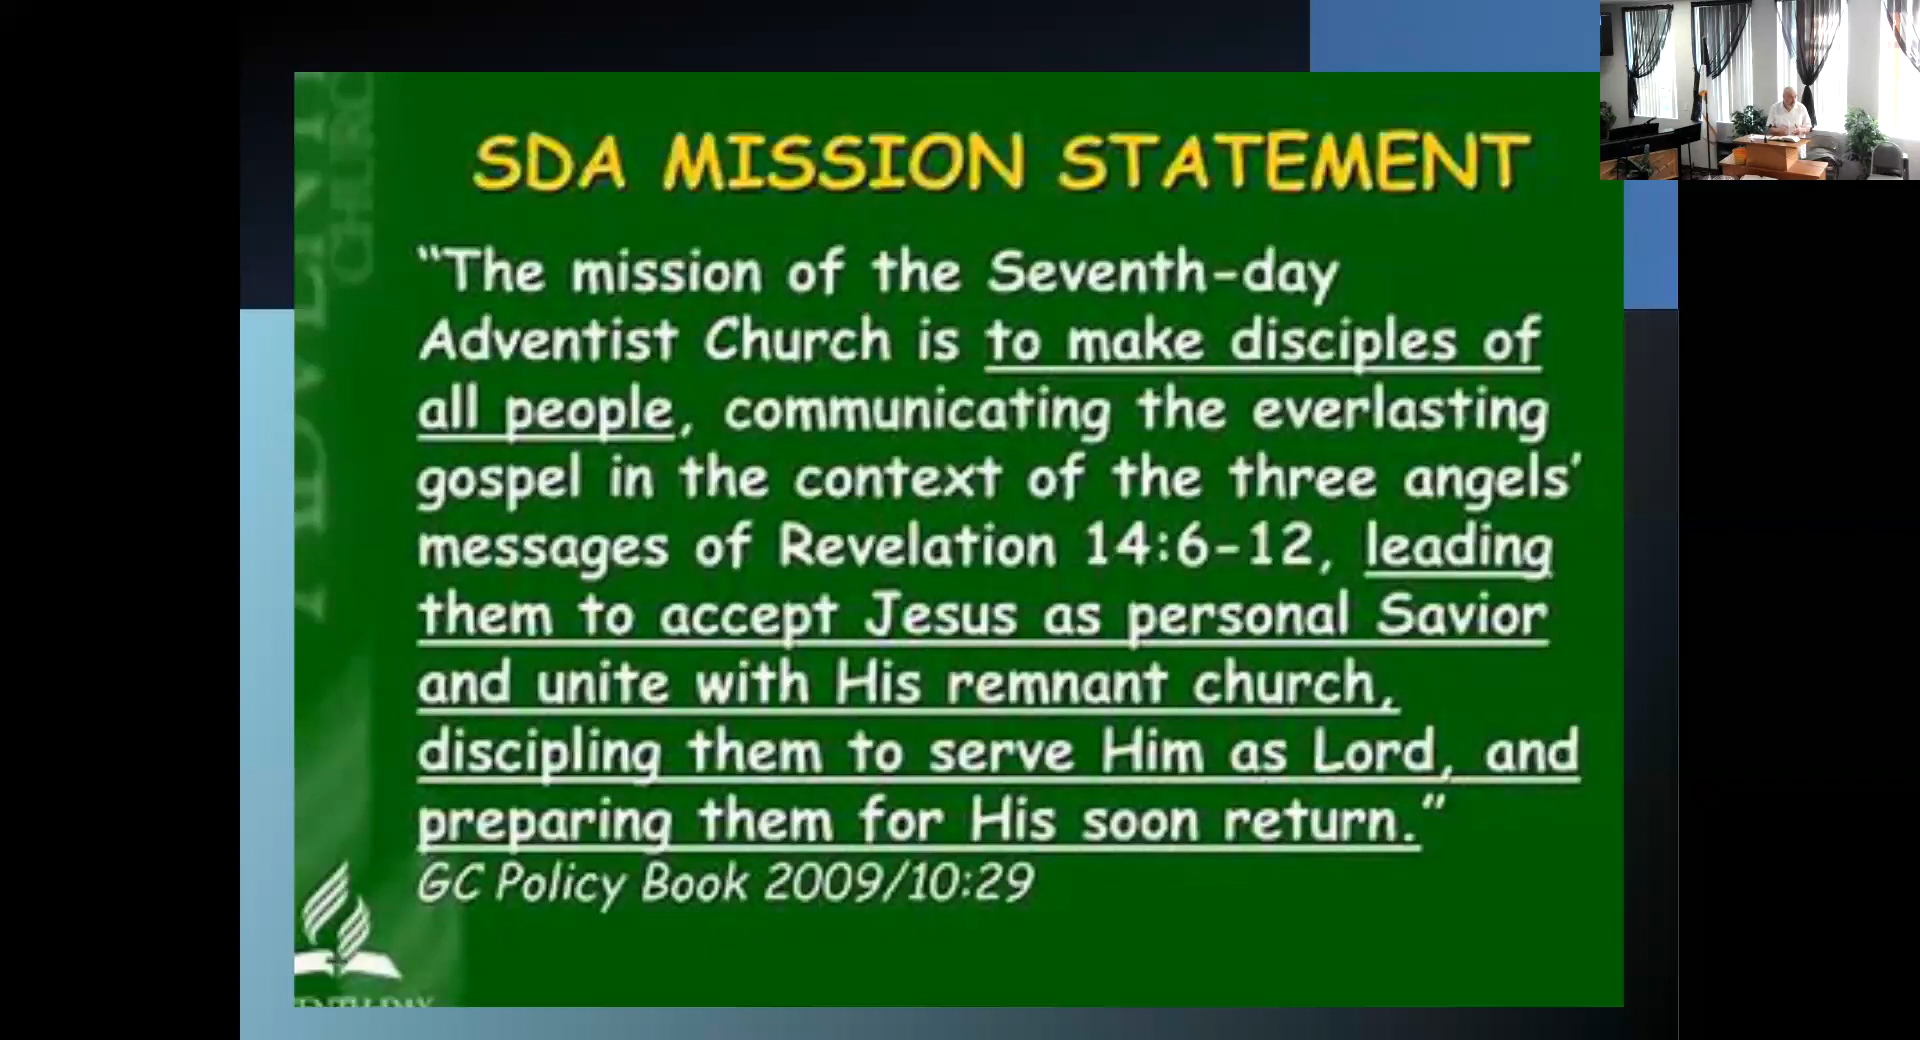 SDA MISSION STATEMENT
“The mission of the Seventh-day
Adventist Church is to make disciples of
all people, communicating the everlasting
gospel in the context of the three angels’
messages of Revelation 14:6-12, leading
them to accept Jesus as personal Savior
and unite with His remnant church,
discipling them to serve Him as Lord, and
preparing them for His soon return.”
GC Policy Book 2009/10:29